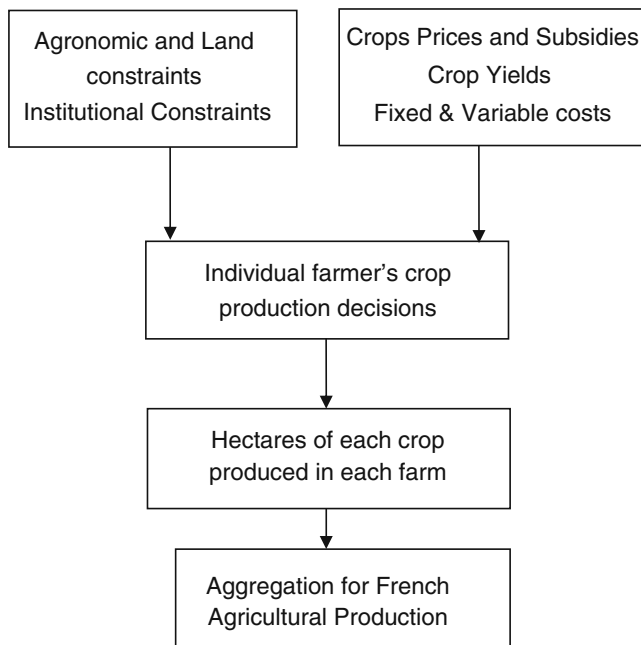 Agronomic and Land
constraints
Institutional Constraints
Crops Prices and Subsidies
Crop Yields
Fixed & Variable costs
Individual farmer’s crop
production decisions
Hectares of each crop
produced in each farm
Aggregation for French
Agricultural Production